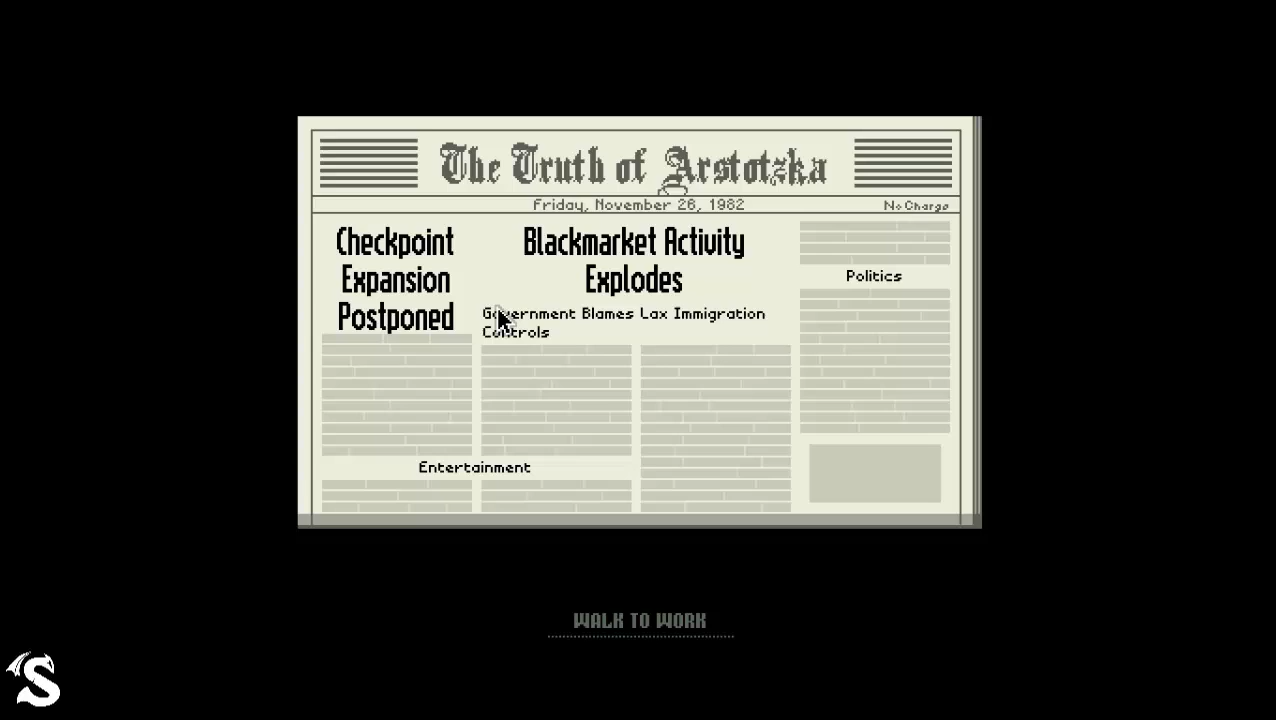 The Truth of Arstotzka
Friday, November 26, 1982
No Charge
Checkpoint
Expansion
Postponed
Blackmarket Activity
Explodes
Government Blames Lax Immigration
Controls
Politics
Entertainment
WALK TO WORK
S